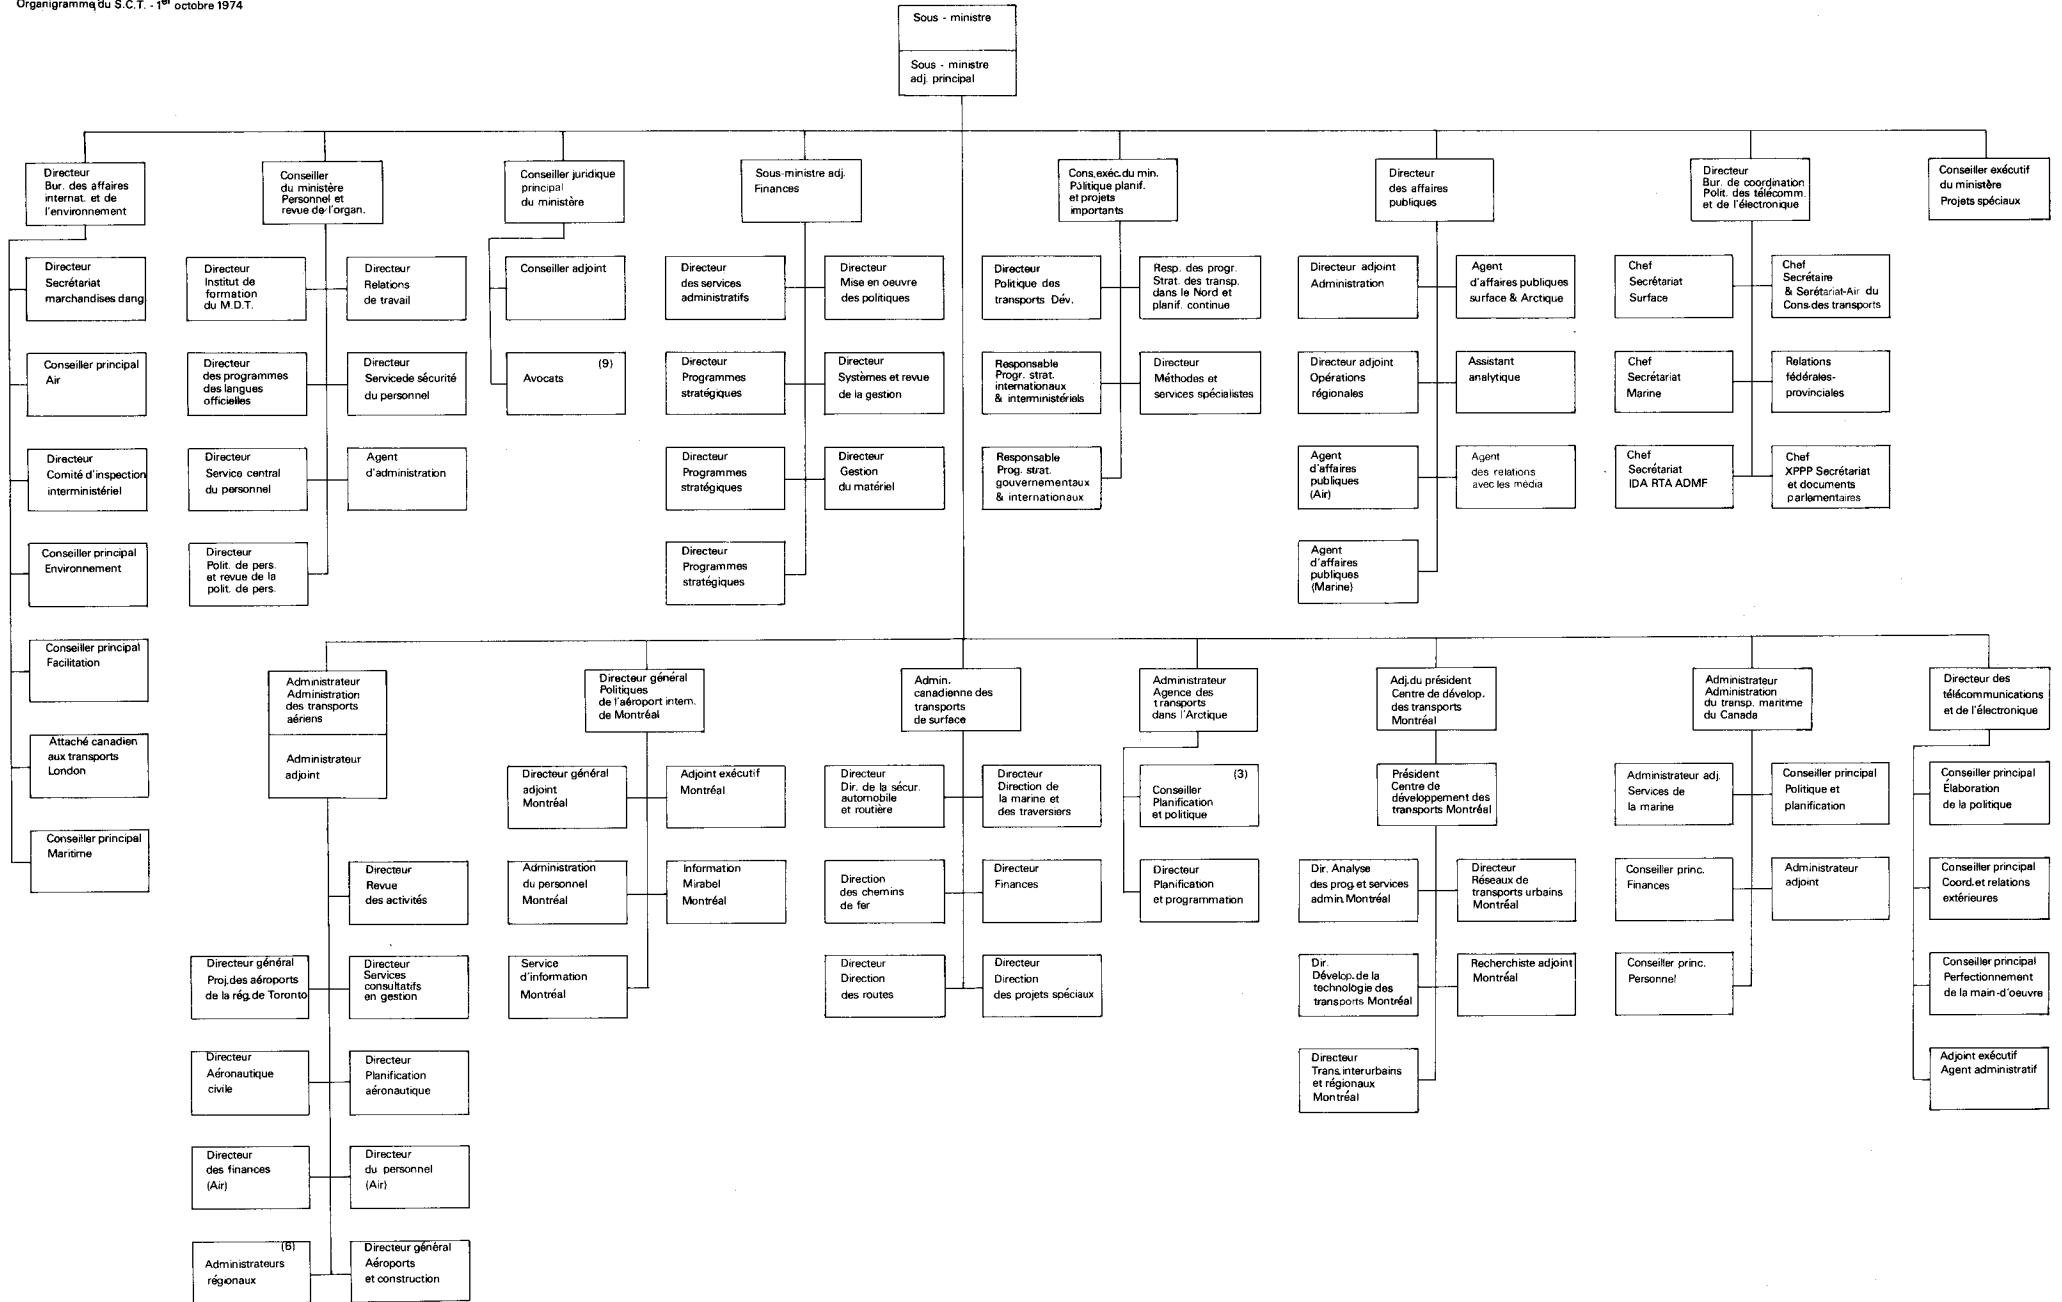 Organigramme du S.C.T. - 1er octobre 1974
Sous - ministre
Sous - ministre
adj. principal
Directeur
Bur. des affaires
internat. et de
l'environnement
Conseiller
du ministère
Personnel et
revue de l'organ.
Conseiller juridique
principal
du ministère
Sous-ministre adj.
Finances
Cons.exéc.du min.
Politique planif.
et projets
importants
Directeur
des affaires
publiques
Directeur
Bur. de coordination
Polit. des télécomm.
et de l'électronique
Conseiller exécutif
du ministère
Projets spéciaux
Directeur
Secrétariat
marchandises dang.
Directeur
Institut de
formation
du M.D.T.
Directeur
Relations
de travail
Conseiller adjoint
Directeur
des services
administratifs
Directeur
Mise en oeuvre
des politiques
Directeur
Politique des
transports Dév.
Resp. des progr.
Strat. des transp.
dans le Nord et
planif. continue
Directeur adjoint
Administration
Agent
d'affaires publiques
surface & Arctique
Chef
Secrétariat
Surface
Chef
Secrétaire
& Serétariat-Air du
Cons.des transports
Conseiller principal
Air
Directeur
des programmes
des langues
officielles
Directeur
Servicede sécurité
du personnel
(9)
Avocats
Directeur
Programmes
stratégiques
Directeur
Systèmes et revue
de la gestion
Responsable
Progr. strat.
internationaux
& interministériels
Directeur
Méthodes et
services spécialistes
Directeur adjoint
Opérations
régionales
Assistant
analytique
Chef
Secrétariat
Marine
Relations
fédérales-
provinciales
Directeur
Comité d'inspection
interministériel
Directeur
Service central
du personnel
Agent
d'administration
Directeur
Programmes
stratégiques
Directeur
Gestion
du matériel
Responsable
Prog. strat.
gouvernementaux
& internationaux
Agent
d'affaires
publiques
(Air)
Agent
des relations
avec les média
Chef
Secrétariat
IDA RTA ADMF
Chef
XPPP Secrétariat
et documents
parlementaires
Conseiller principal
Environnement
Directeur
Polit. de pers.
et revue de la
polit. de pers.
Directeur
Programmes
stratégiques
Agent
d'affaires
publiques
(Marine)
Conseiller principal
Facilitation
Attaché canadien
aux transports
London
Conseiller principal
Maritime
Administrateur
Administration
des transports
aériens
Administrateur
adjoint
Directeur général
Politiques
de l'aéroport intern.
de Montréal
Admin.
canadienne des
transports
de surface
Administrateur
Agence des
transports
dans l'Arctique
Adj.du président
Centre de dévelop.
des transports
Montréal
Administrateur
Administration
du transp. maritime
du Canada
Directeur des
télécommunications
et de l'électronique
Directeur général
adjoint
Montréal
Adjoint exécutif
Montréal
Directeur
Dir. de la sécur.
automobile
et routière
Directeur
Direction de
la marine et
des traversiers
(3)
Conseiller
Planification
et politique
Président
Centre de
développement des
transports Montréal
Administrateur adj.
Services de
la marine
Conseiller principal
Politique et
planification
Conseiller principal
Élaboration
de la politique
Directeur
Revue
des activités
Administration
du personnel
Montréal
Information
Mirabel
Montréal
Direction
des chemins
de fer
Directeur
Finances
Directeur
Planification
et programmation
Dir. Analyse
des prog.et services
admin. Montréal
Directeur
Réseaux de
transports urbains
Montréal
Conseiller princ.
Finances
Administrateur
adjoint
Conseiller principal
Coord.et relations
extérieures
Directeur général
Proj.des aéroports
de la rég.de Toronto
Directeur
Services
consultatifs
en gestion
Service
d'information
Montréal
Directeur
Direction
des routes
Directeur
Direction
des projets spéciaux
Dir.
Dévelop.de la
technologie des
transports Montréal
Recherchiste adjoint
Montréal
Conseiller princ.
Personnel
Conseiller principal
Perfectionnement
de la main-d'oeuvre
Directeur
Aéronautique
civile
Directeur
Planification
aéronautique
Directeur
Trans.interurbains
et régionaux
Montréal
Adjoint exécutif
Agent administratif
Directeur
des finances
(Air)
Directeur
du personnel
(Air)
(6)
Administrateurs
régionaux
Directeur général
Aéroports
et construction